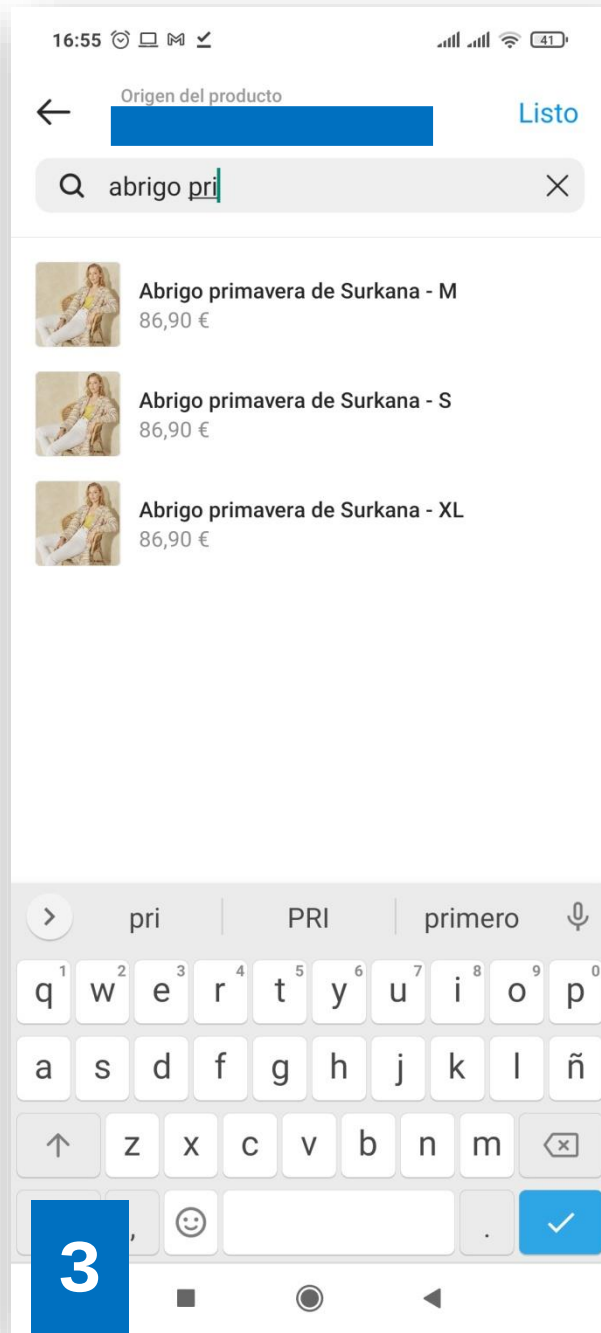 16:55 41
Origen del producto
Listo
abrigo pri
Abrigo primavera de Surkana - M
86,90 €
Abrigo primavera de Surkana - S
86,90 €
Abrigo primavera de Surkana - XL
86,90 €
pri PRI primero
1 2 3 4 5 6 7 8 9 0
q w e r t y u i o p
a s d f g h j k l ñ
z x c v b n m
, .
3